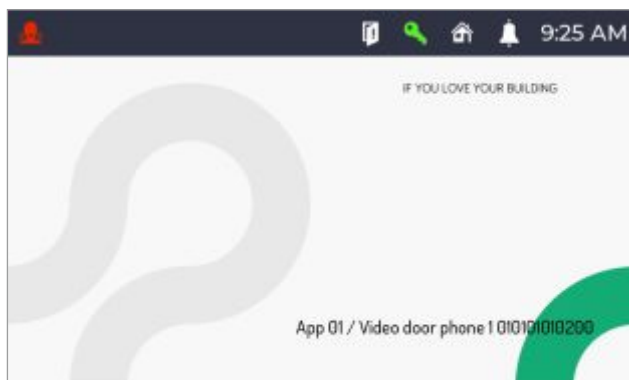 9:25 AM
IF YOU LOVE YOUR BUILDING
App 01 / Video door phone 1 010101010200